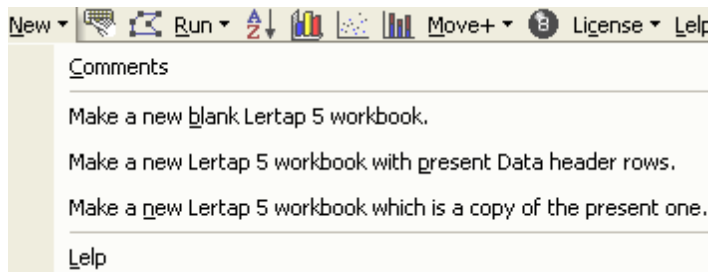 New Run A Z Move+ 8 License Lelp
Comments
Make a new blank Lertap 5 workbook.
Make a new Lertap 5 workbook with present Data header rows.
Make a new Lertap 5 workbook which is a copy of the present one.
Lelp